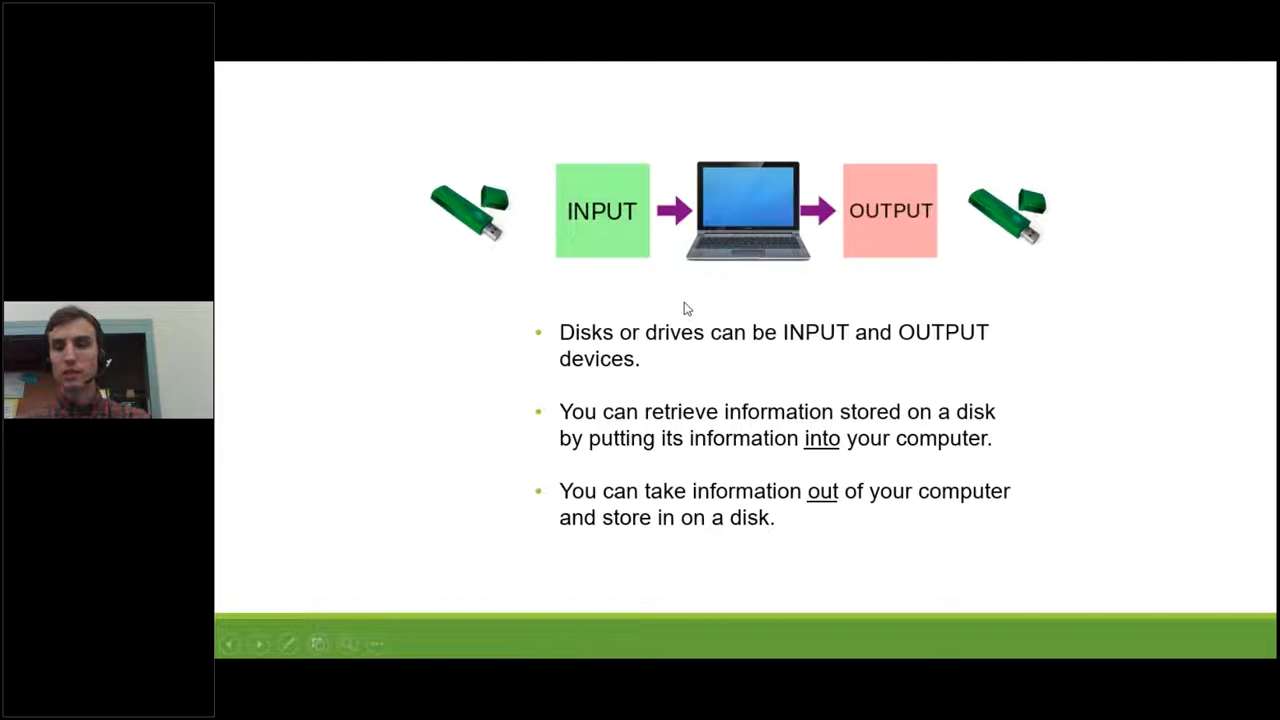 INPUT
OUTPUT
Disks or drives can be INPUT and OUTPUT
devices.
You can retrieve information stored on a disk
by putting its information into your computer.
You can take information out of your computer
and store in on a disk.